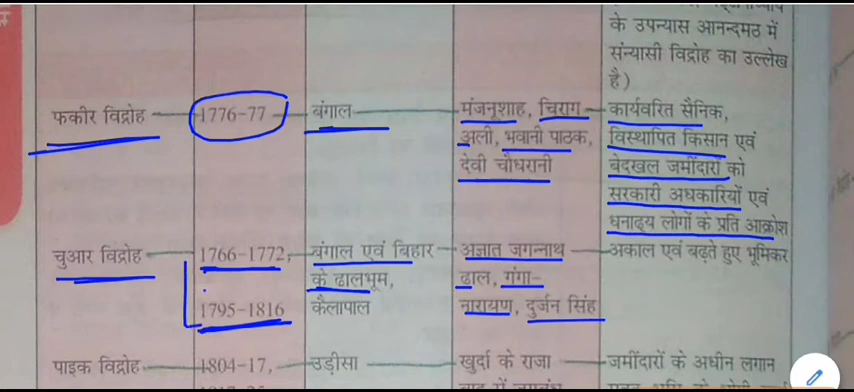 के उपन्यास आनन्दमठ में
संन्यासी विद्रोह का उल्लेख
है)
फकीर विद्रोह 1776-77 बंगाल मंजनूशाह, चिराग कार्यवरित सैनिक,
अली, भवानी पाठक, विस्थापित किसान एवं
देवी चौधरानी बेदखल जमींदारों को
सरकारी अधकारियों एवं
धनाढ्य लोगों के प्रति आक्रोश
चुआर विद्रोह 1766-1772, बंगाल एवं बिहार अज्ञात जगन्नाथ अकाल एवं बढ़ते हुए भूमिकर
के ढालभूम, ढाल, गंगा-
1795-1816 कैलापाल नारायण, दुर्जन सिंह
पाइक विद्रोह 1804-17, उड़ीसा खुर्दा के राजा जमींदारों के अधीन लगान